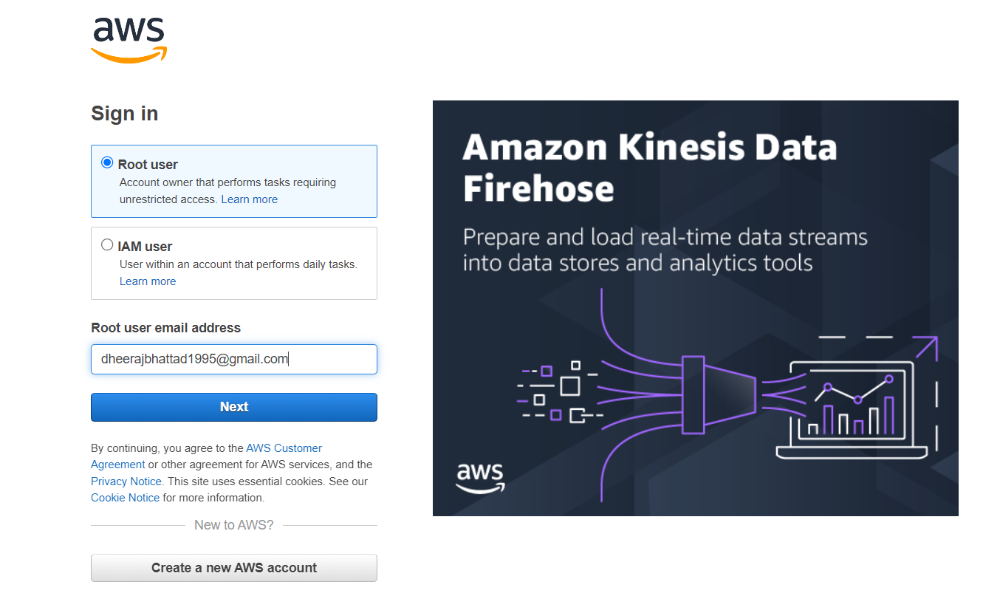 aws
Sign in
Root user
Account owner that performs tasks requiring
unrestricted access. Learn more
IAM user
User within an account that performs daily tasks.
Learn more
Root user email address
dheerajbhattad1995@gmail.com
Next
By continuing, you agree to the AWS Customer
Agreement or other agreement for AWS services, and the
Privacy Notice. This site uses essential cookies. See our
Cookie Notice for more information.
New to AWS?
Create a new AWS account
Amazon Kinesis Data
Firehose
Prepare and load real-time data streams
into data stores and analytics tools
aws